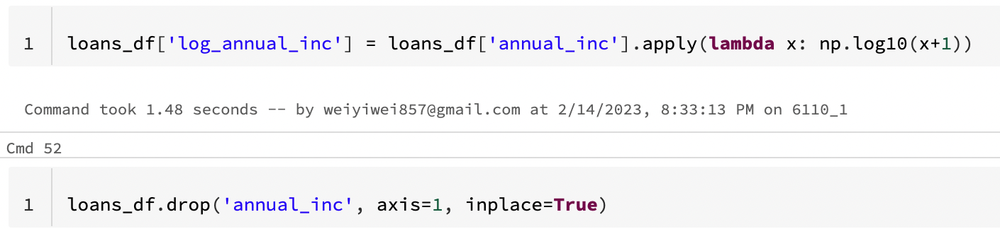 1 loans_df['log_annual_inc'] = loans_df['annual_inc'].apply(lambda x: np.log10(x+1))
Command took 1.48 seconds -- by weiyiwei857@gmail.com at 2/14/2023, 8:33:13 PM on 6110_1
Cmd 52
1 loans_df.drop('annual_inc', axis=1, inplace=True)